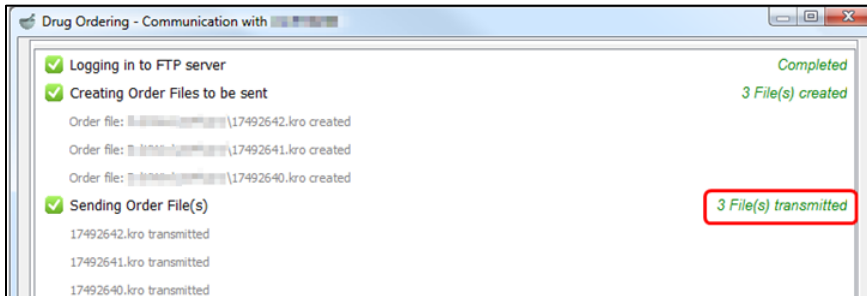 Drug Ordering - Communication with
Logging in to FTP server Completed
Creating Order Files to be sent 3 File(s) created
Order file: \17492642.kro created
Order file: \17492641.kro created
Order file: \17492640.kro created
Sending Order File(s) 3 File(s) transmitted
17492642.kro transmitted
17492641.kro transmitted
17492640.kro transmitted